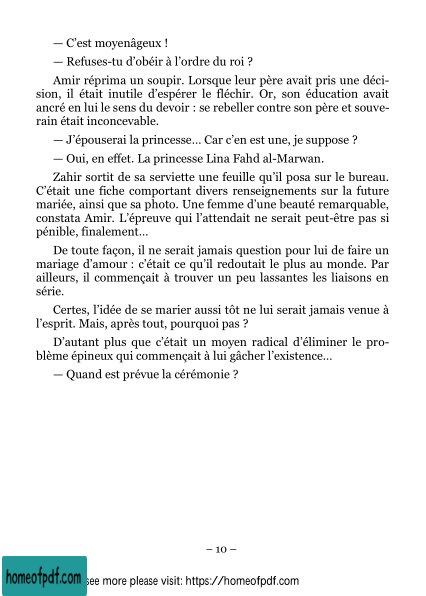 — C’est moyenâgeux !
— Refuses-tu d’obéir à l’ordre du roi ?
Amir réprima un soupir. Lorsque leur père avait pris une déci-
sion, il était inutile d’espérer le fléchir. Or, son éducation avait
ancré en lui le sens du devoir : se rebeller contre son père et souve-
rain était inconcevable.
— J’épouserai la princesse… Car c’en est une, je suppose ?
— Oui, en effet. La princesse Lina Fahd al-Marwan.
Zahir sortit de sa serviette une feuille qu’il posa sur le bureau.
C’était une fiche comportant divers renseignements sur la future
mariée, ainsi que sa photo. Une femme d’une beauté remarquable,
constata Amir. L’épreuve qui l’attendait ne serait peut-être pas si
pénible, finalement…
De toute façon, il ne serait jamais question pour lui de faire un
mariage d’amour : c’était ce qu’il redoutait le plus au monde. Par
ailleurs, il commençait à trouver un peu lassantes les liaisons en
série.
Certes, l’idée de se marier aussi tôt ne lui serait jamais venue à
l’esprit. Mais, après tout, pourquoi pas ?
D’autant plus que c’était un moyen radical d’éliminer le pro-
blème épineux qui commençait à lui gâcher l’existence…
— Quand est prévue la cérémonie ?
– 10 –
homeofpdf.com see more please visit: https://homeofpdf.com